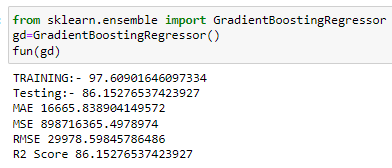 from sklearn.ensemble import GradientBoostingRegressor
gd=GradientBoostingRegressor()
fun(gd)
TRAINING:- 97.60901646097334
Testing:- 86.15276537423927
MAE 16665.838904149572
MSE 898716365.4978974
RMSE 29978.59845786486
R2 Score 86.15276537423927